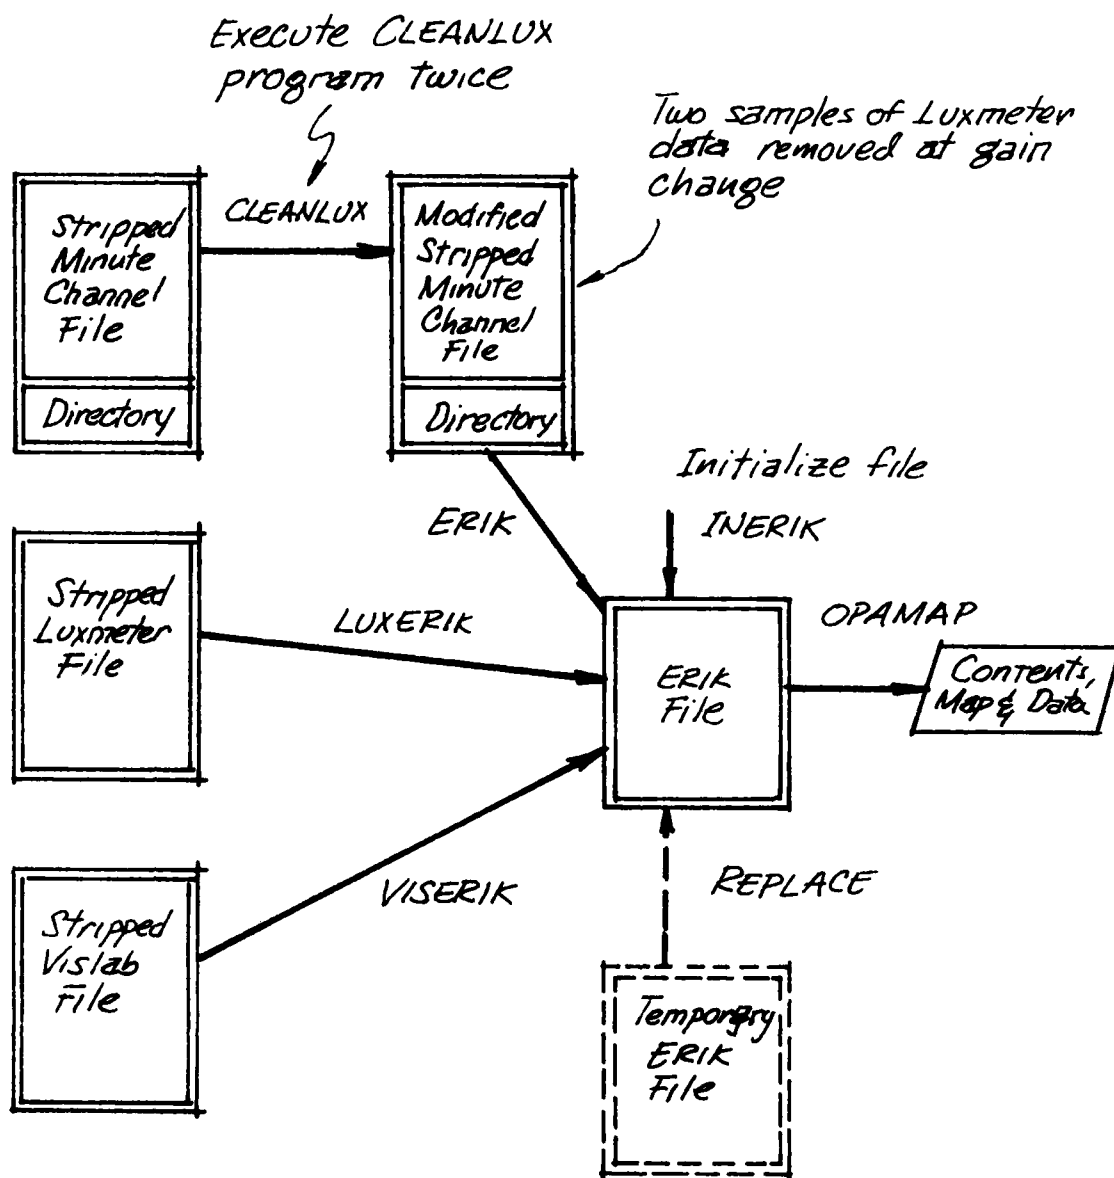 Execute CLEANLUX
program twice
Two samples of Luxmeter
data removed at gain
change
CLEANLUX
Stripped
Minute
Channel
File
Directory
Modified
Stripped
Minute
Channel
File
Directory
Initialize file
ERIK
INERIK
Stripped
Luxmeter
File
LUXERIK
ERIK
File
OPAMAP
Contents,
Map & Data
VISERIK
REPLACE
Stripped
Vislab
File
Temporary
ERIK
File